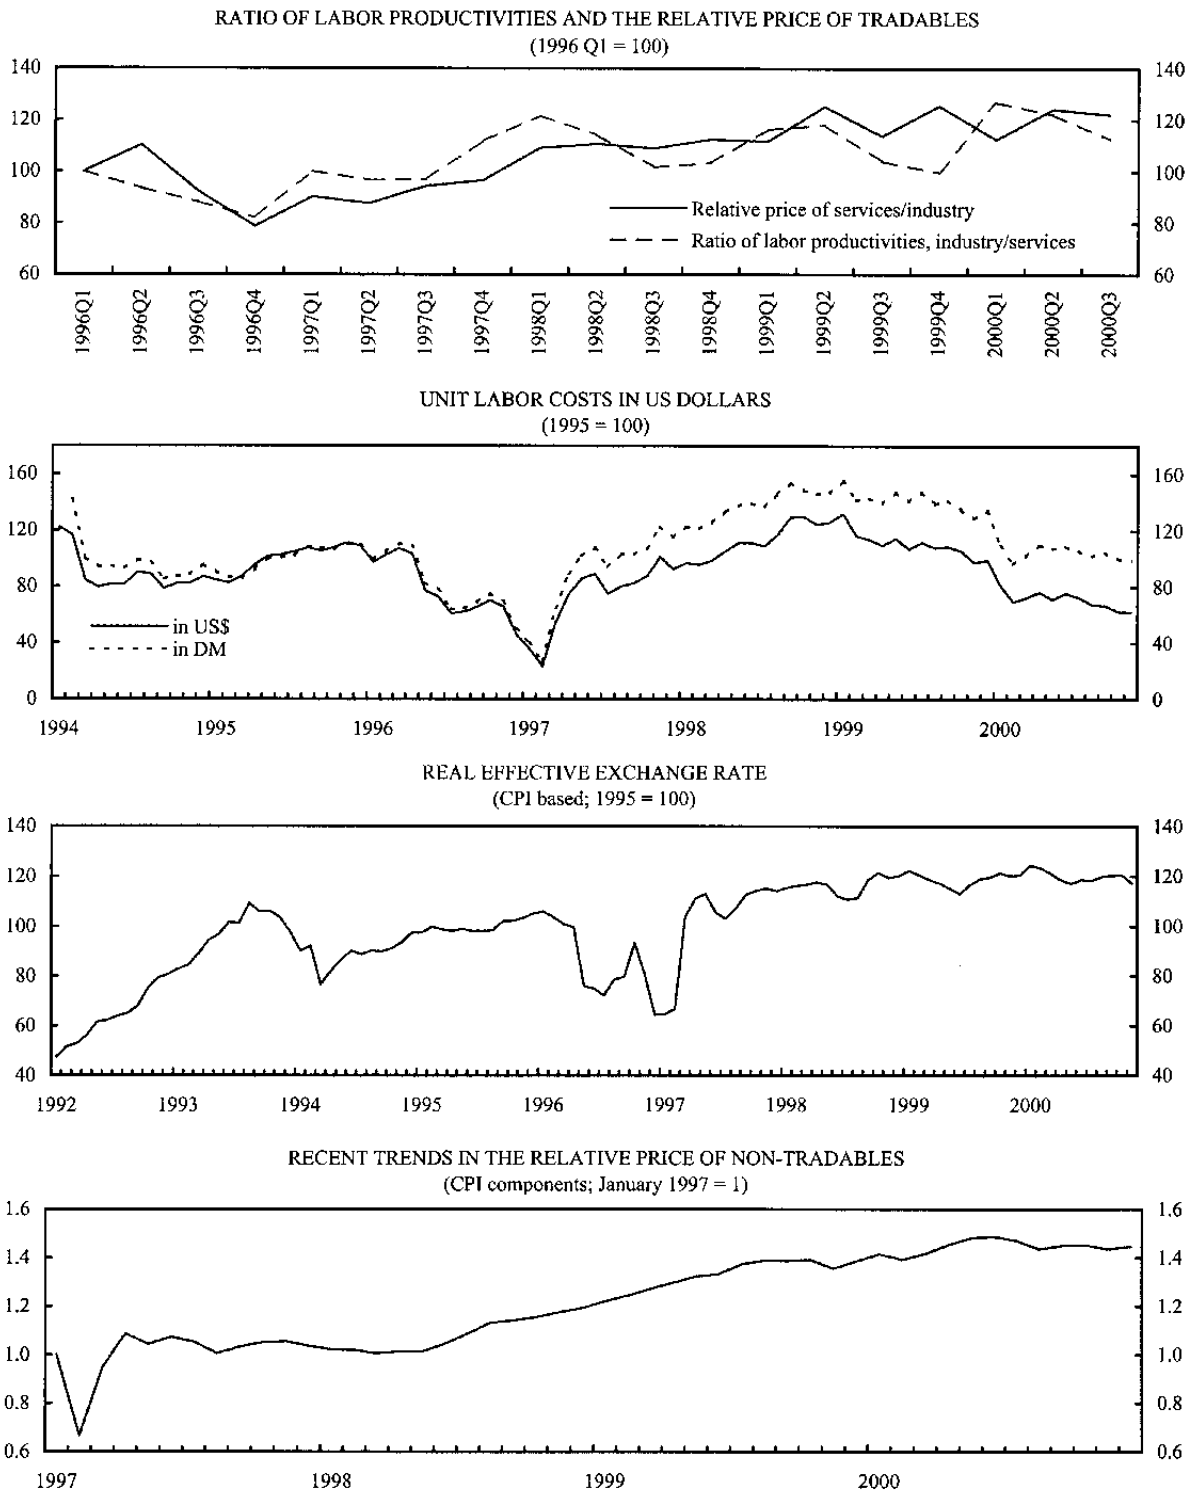 RATIO OF LABOR PRODUCTIVITIES AND THE RELATIVE PRICE OF TRADABLES
(1996 Q1 = 100)
140 140
120 120
100 100
80 80
60 60
Relative price of services/industry
Ratio of labor productivities, industry/services
1996Q1 1996Q2 1996Q3 1996Q4 1997Q1 1997Q2 1997Q3 1997Q4 1998Q1 1998Q2 1998Q3 1998Q4 1999Q1 1999Q2 1999Q3 1999Q4 2000Q1 2000Q2 2000Q3
UNIT LABOR COSTS IN US DOLLARS
(1995 = 100)
160 160
120 120
80 80
40 40
0 0
in US$
in DM
1994 1995 1996 1997 1998 1999 2000
REAL EFFECTIVE EXCHANGE RATE
(CPI based; 1995 = 100)
140 140
120 120
100 100
80 80
60 60
40 40
1992 1993 1994 1995 1996 1997 1998 1999 2000
RECENT TRENDS IN THE RELATIVE PRICE OF NON-TRADABLES
(CPI components; January 1997 = 1)
1.6 1.6
1.4 1.4
1.2 1.2
1.0 1.0
0.8 0.8
0.6 0.6
1997 1998 1999 2000